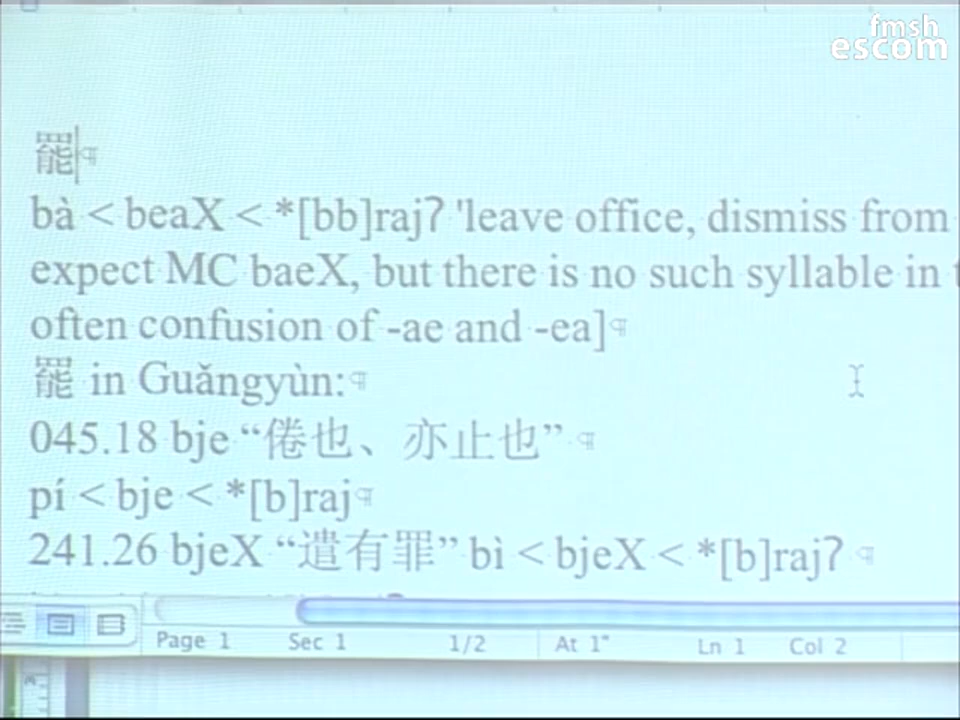 fmsh
escom
罷
bà < beaX < *[bb]rajʔ 'leave office, dismiss from
expect MC baeX, but there is no such syllable in t
often confusion of -ae and -ea]
罷 in Guǎngyùn:
045.18 bje “倦也、亦止也”
pí < bje < *[b]raj
241.26 bjeX “遣有罪” bì < bjeX < *[b]rajʔ
Page 1 Sec 1 1/2 At 1" Ln 1 Col 2